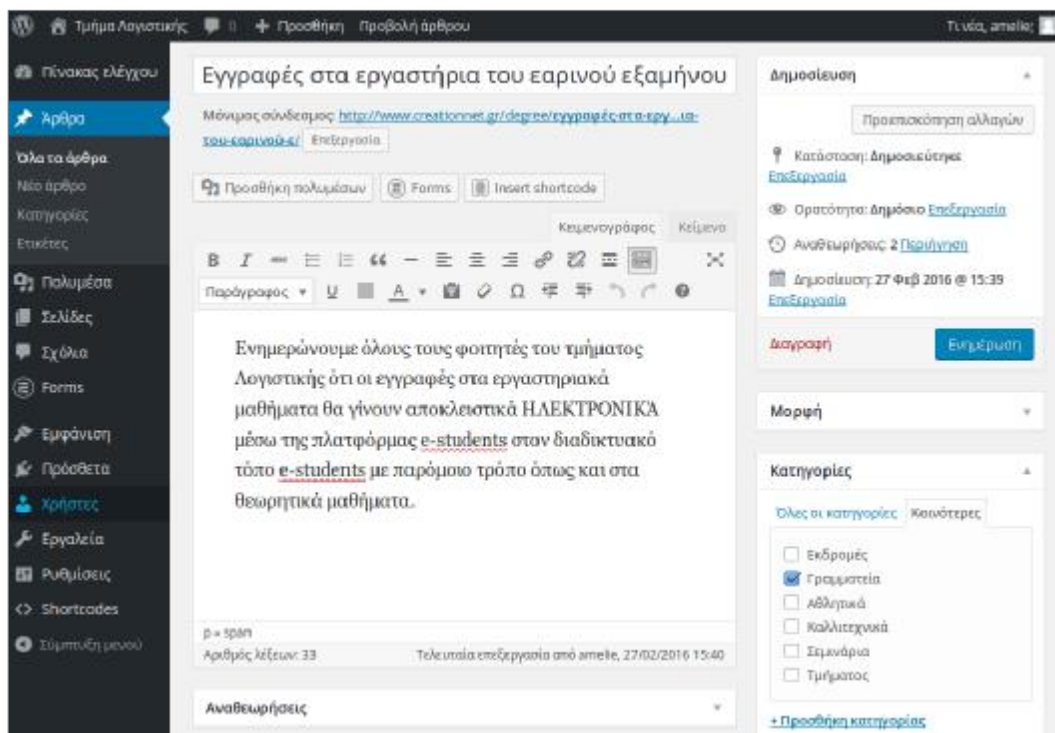 Τμήμα Λογιστικής 0 + Προσθήκη Προβολή άρθρου Τι νέα, amelie;
Πίνακας ελέγχου
Άρθρα
Όλα τα άρθρα
Νέο άρθρο
Κατηγορίες
Ετικέτες
Πολυμέσα
Σελίδες
Σχόλια
Forms
Εμφάνιση
Πρόσθετα
Χρήστες
Εργαλεία
Ρυθμίσεις
Shortcodes
Σύμπτυξη μενού
Εγγραφές στα εργαστήρια του εαρινού εξαμήνου
Μόνιμος σύνδεσμος: http://www.creationnet.gr/degree/εγγραφές-στα-εργ...ια-
του-εαρινού-ε/ Επεξεργασία
Προσθήκη πολυμέσων Forms Insert shortcode
Κειμενογράφος Κείμενο
B I ABC “ –
Παράγραφος U A Ω
Ενημερώνουμε όλους τους φοιτητές του τμήματος
Λογιστικής ότι οι εγγραφές στα εργαστηριακά
μαθήματα θα γίνουν αποκλειστικά ΗΛΕΚΤΡΟΝΙΚΆ
μέσω της πλατφόρμας e-students στον διαδικτυακό
τόπο e-students με παρόμοιο τρόπο όπως και στα
θεωρητικά μαθήματα.
p » span
Αριθμός λέξεων: 33 Τελευταία επεξεργασία από amelie, 27/02/2016 15:40
Αναθεωρήσεις
Δημοσίευση
Προεπισκόπηση αλλαγών
Κατάσταση: Δημοσιεύτηκε
Επεξεργασία
Ορατότητα: Δημόσιο Επεξεργασία
Αναθεωρήσεις: 2 Περιήγηση
Δημοσίευση: 27 Φεβ 2016 @ 15:39
Επεξεργασία
Διαγραφή Ενημέρωση
Μορφή
Κατηγορίες
Όλες οι κατηγορίες Κοινότερες
Εκδρομές
Γραμματεία
Αθλητικά
Καλλιτεχνικά
Σεμινάρια
Τμήματος
+ Προσθήκη κατηγορίας